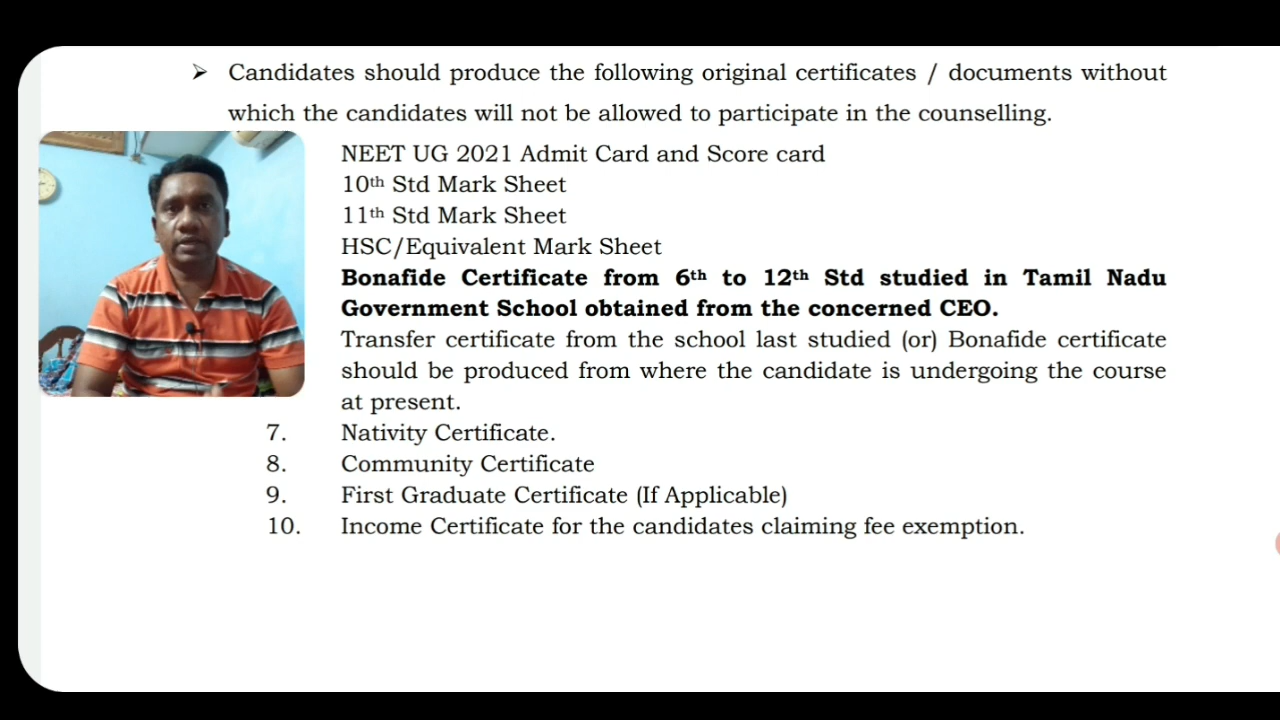 ➢ Candidates should produce the following original certificates / documents without
which the candidates will not be allowed to participate in the counselling.
NEET UG 2021 Admit Card and Score card
10th Std Mark Sheet
11th Std Mark Sheet
HSC/Equivalent Mark Sheet
Bonafide Certificate from 6th to 12th Std studied in Tamil Nadu
Government School obtained from the concerned CEO.
Transfer certificate from the school last studied (or) Bonafide certificate
should be produced from where the candidate is undergoing the course
at present.
7. Nativity Certificate.
8. Community Certificate
9. First Graduate Certificate (If Applicable)
10. Income Certificate for the candidates claiming fee exemption.